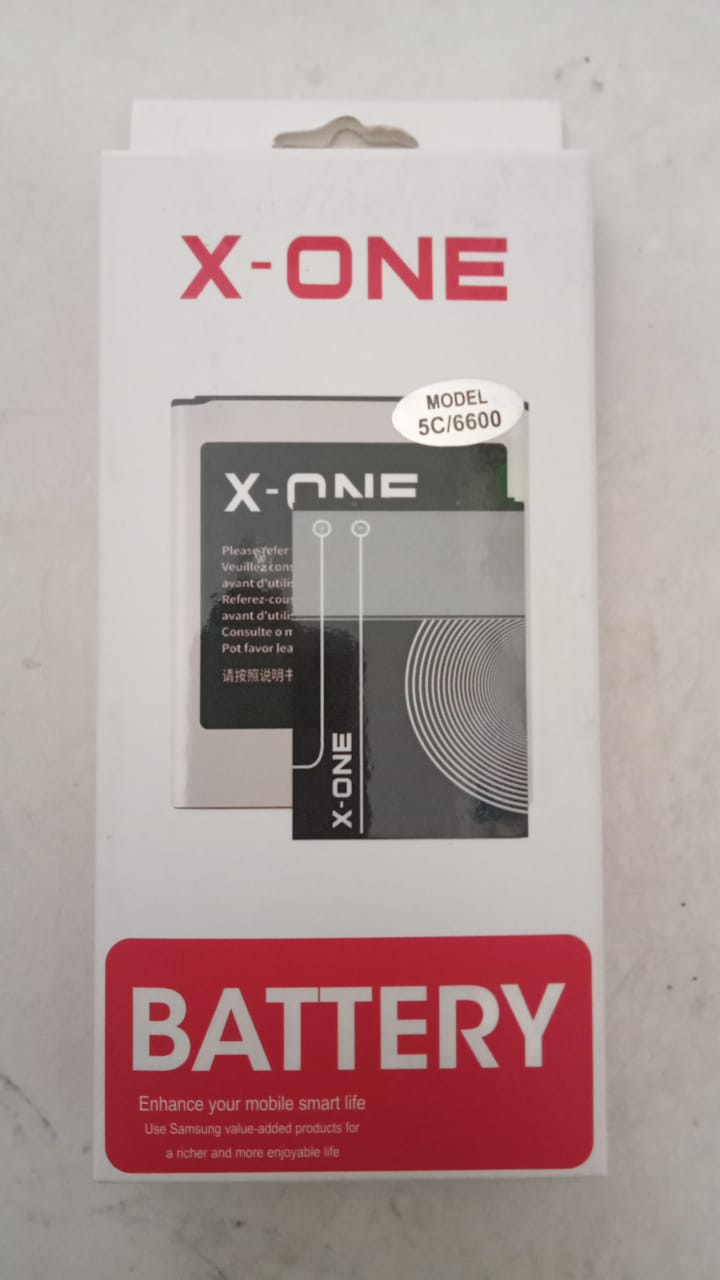 X-ONE
MODEL
5C/6600
X-ONE
Please refer
Veuillez cons
avant d'utilis
Referez-cous
avant d'utilis
Consulte o m
Pot favor lea
请按照说明书
X-ONE
BATTERY
Enhance your mobile smart life
Use Samsung value-added products for
a richer and more enjoyable life